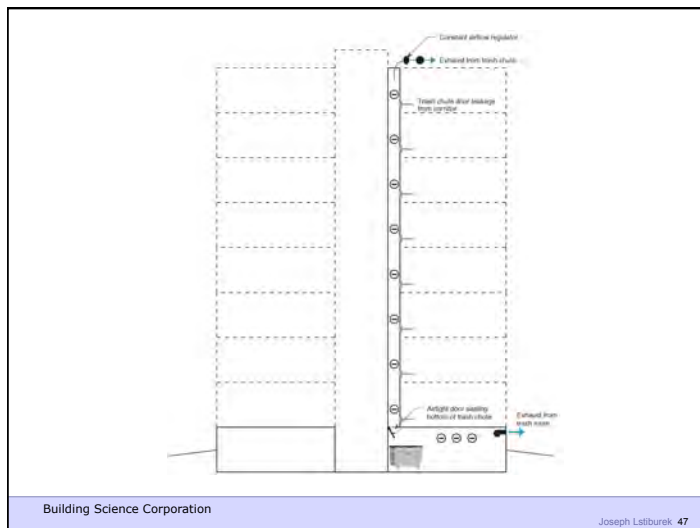 Constant airflow regulator
Exhaust from trash chute
Trash chute door leakage
from corridor
Airtight door sealing
bottom of trash chute
Exhaust from
trash room
Building Science Corporation
Joseph Lstiburek 47